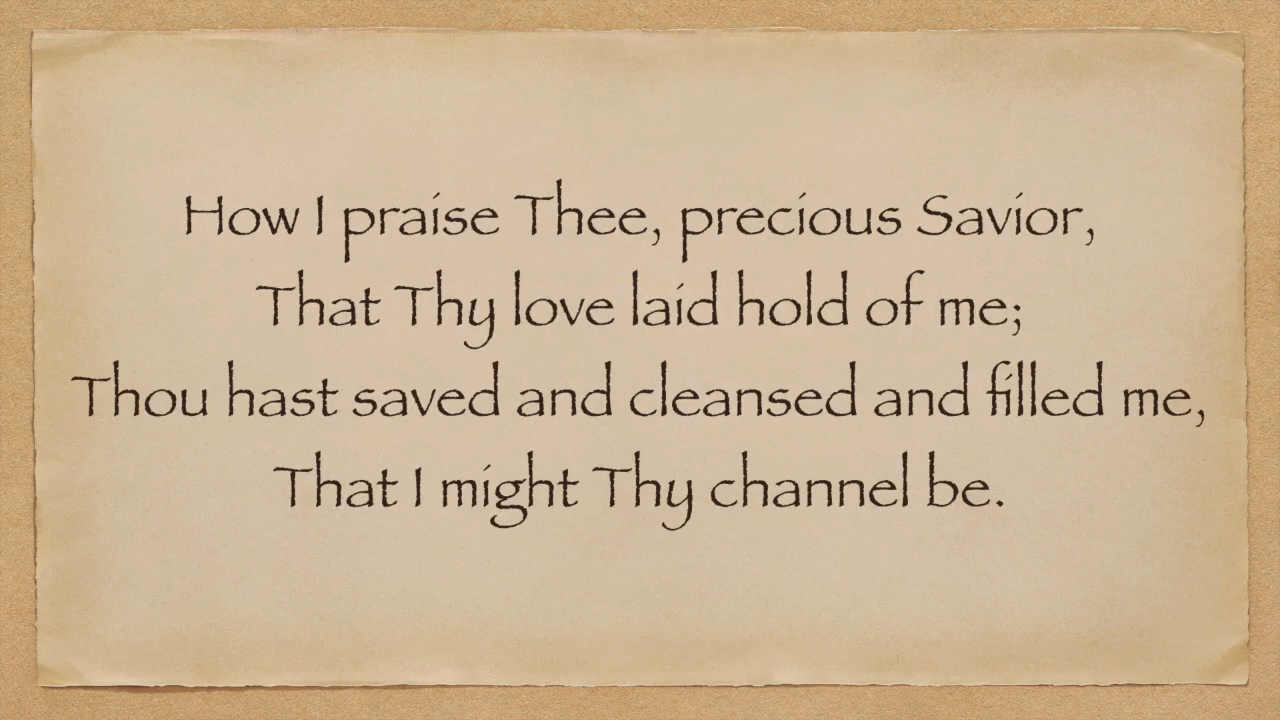 How I praise Thee, precious Savior,
That Thy love laid hold of me;
Thou hast saved and cleansed and filled me,
That I might Thy channel be.